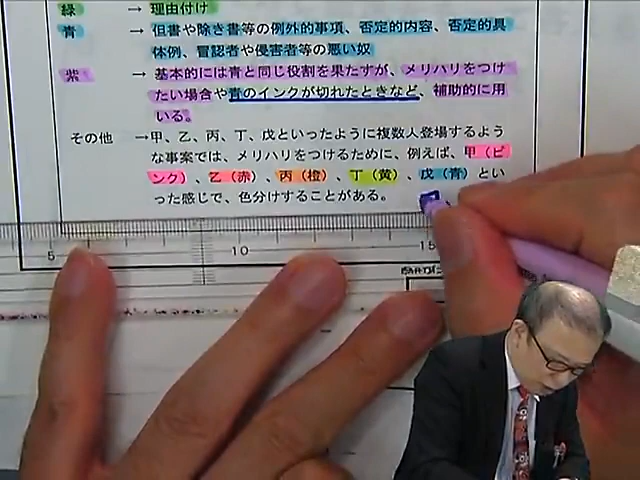 緑 → 理由付け
青 → 但書や除き書等の例外的事項、否定的内容、否定的具
体例、冒認者や侵害者等の悪い奴
紫 → 基本的には青と同じ役割を果たすが、メリハリをつけ
たい場合や青のインクが切れたときなど、補助的に用
いる。
その他 →甲、乙、丙、丁、戊といったように複数人登場するよう
な事案では、メリハリをつけるために、例えば、甲（ピ
ンク）、乙（赤）、丙（橙）、丁（黄）、戊（青）とい
った感じで、色分けすることがある。
5 10 15